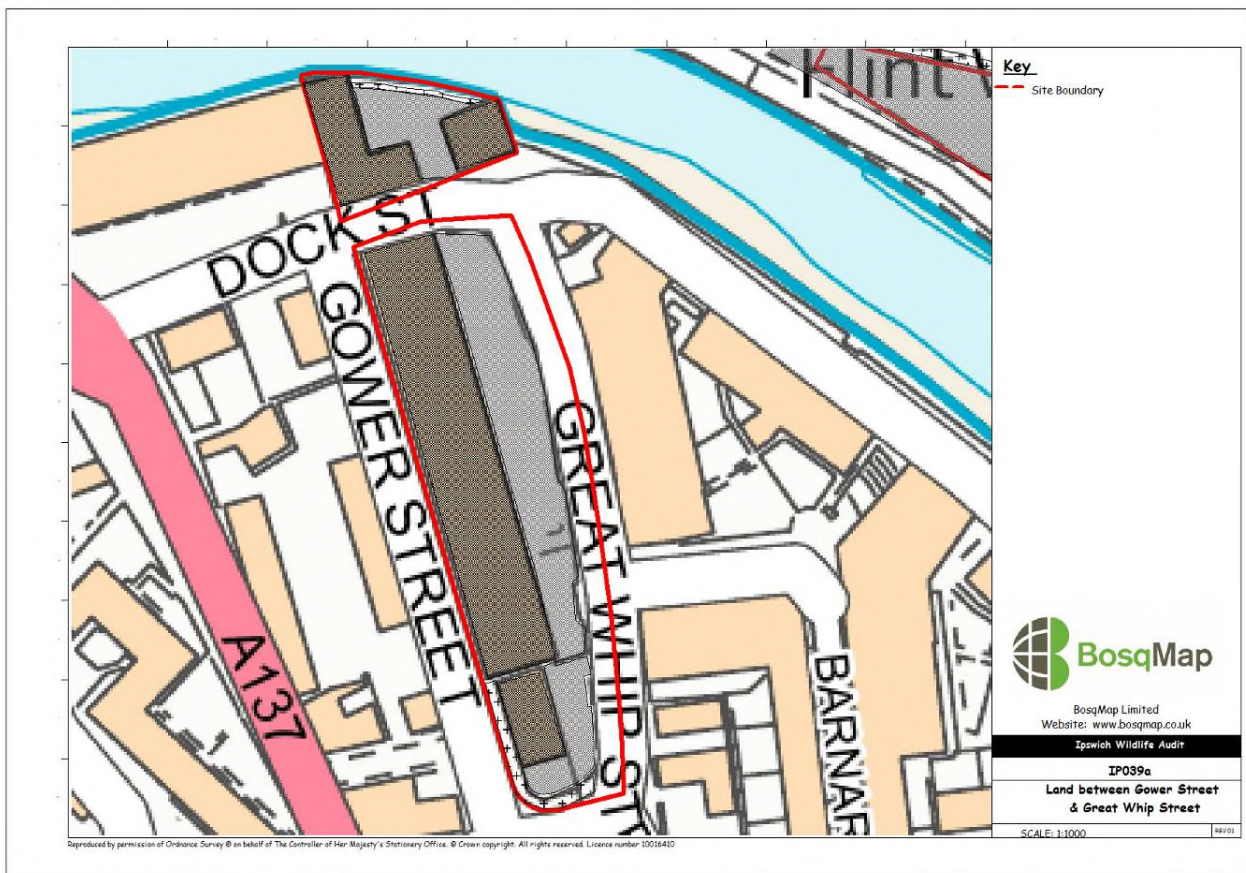 Flint
DOCK ST
GOWER STREET
GREAT WHIP ST
A137
BARNAR
Key
Site Boundary
BosqMap
BosqMap Limited
Website: www.bosqmap.co.uk
Ipswich Wildlife Audit
IP039a
Land between Gower Street
& Great Whip Street
SCALE: 1:1000
REV 01
Reproduced by permission of Ordnance Survey ® on behalf of The Controller of Her Majesty's Stationery Office. © Crown copyright. All rights reserved. Licence number 10016410